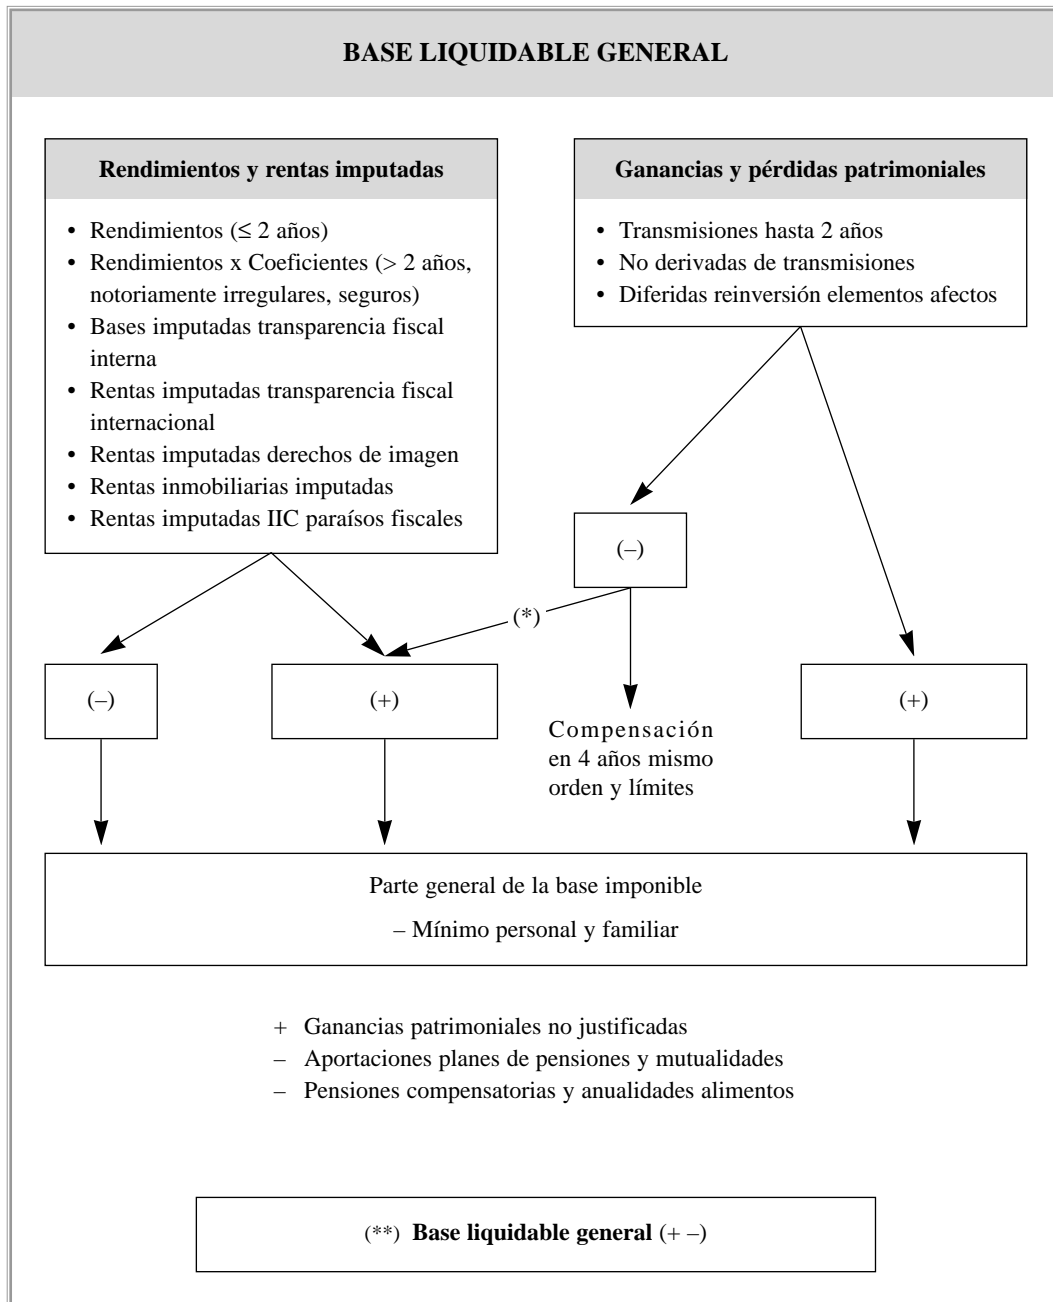 BASE LIQUIDABLE GENERAL
Rendimientos y rentas imputadas
• Rendimientos (≤ 2 años)
• Rendimientos x Coeficientes (> 2 años,
notoriamente irregulares, seguros)
• Bases imputadas transparencia fiscal
interna
• Rentas imputadas transparencia fiscal
internacional
• Rentas imputadas derechos de imagen
• Rentas inmobiliarias imputadas
• Rentas imputadas IIC paraísos fiscales
Ganancias y pérdidas patrimoniales
• Transmisiones hasta 2 años
• No derivadas de transmisiones
• Diferidas reinversión elementos afectos
(–)
(*)
(–)
(+)
(+)
Compensación
en 4 años mismo
orden y límites
Parte general de la base imponible
– Mínimo personal y familiar
+ Ganancias patrimoniales no justificadas
– Aportaciones planes de pensiones y mutualidades
– Pensiones compensatorias y anualidades alimentos
(**) Base liquidable general (+ –)